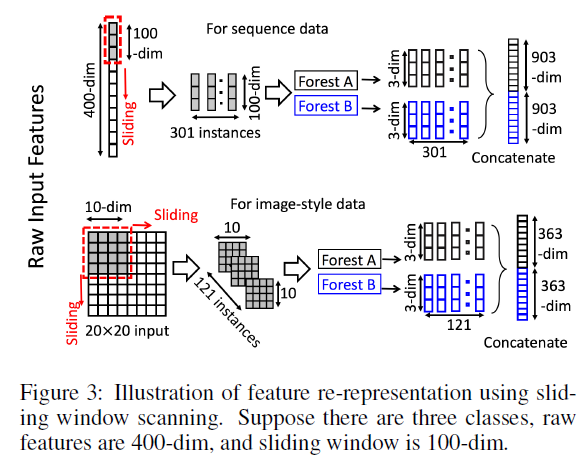 Raw Input Features
For sequence data
400-dim
100
-dim
Sliding
301 instances
100-dim
Forest A
Forest B
3-dim
3-dim
301
903
-dim
903
-dim
Concatenate
For image-style data
10-dim
Sliding
Sliding
20×20 input
10
10
121 instances
Forest A
Forest B
3-dim
3-dim
121
363
-dim
363
-dim
Concatenate
Figure 3: Illustration of feature re-representation using slid-
ing window scanning. Suppose there are three classes, raw
features are 400-dim, and sliding window is 100-dim.